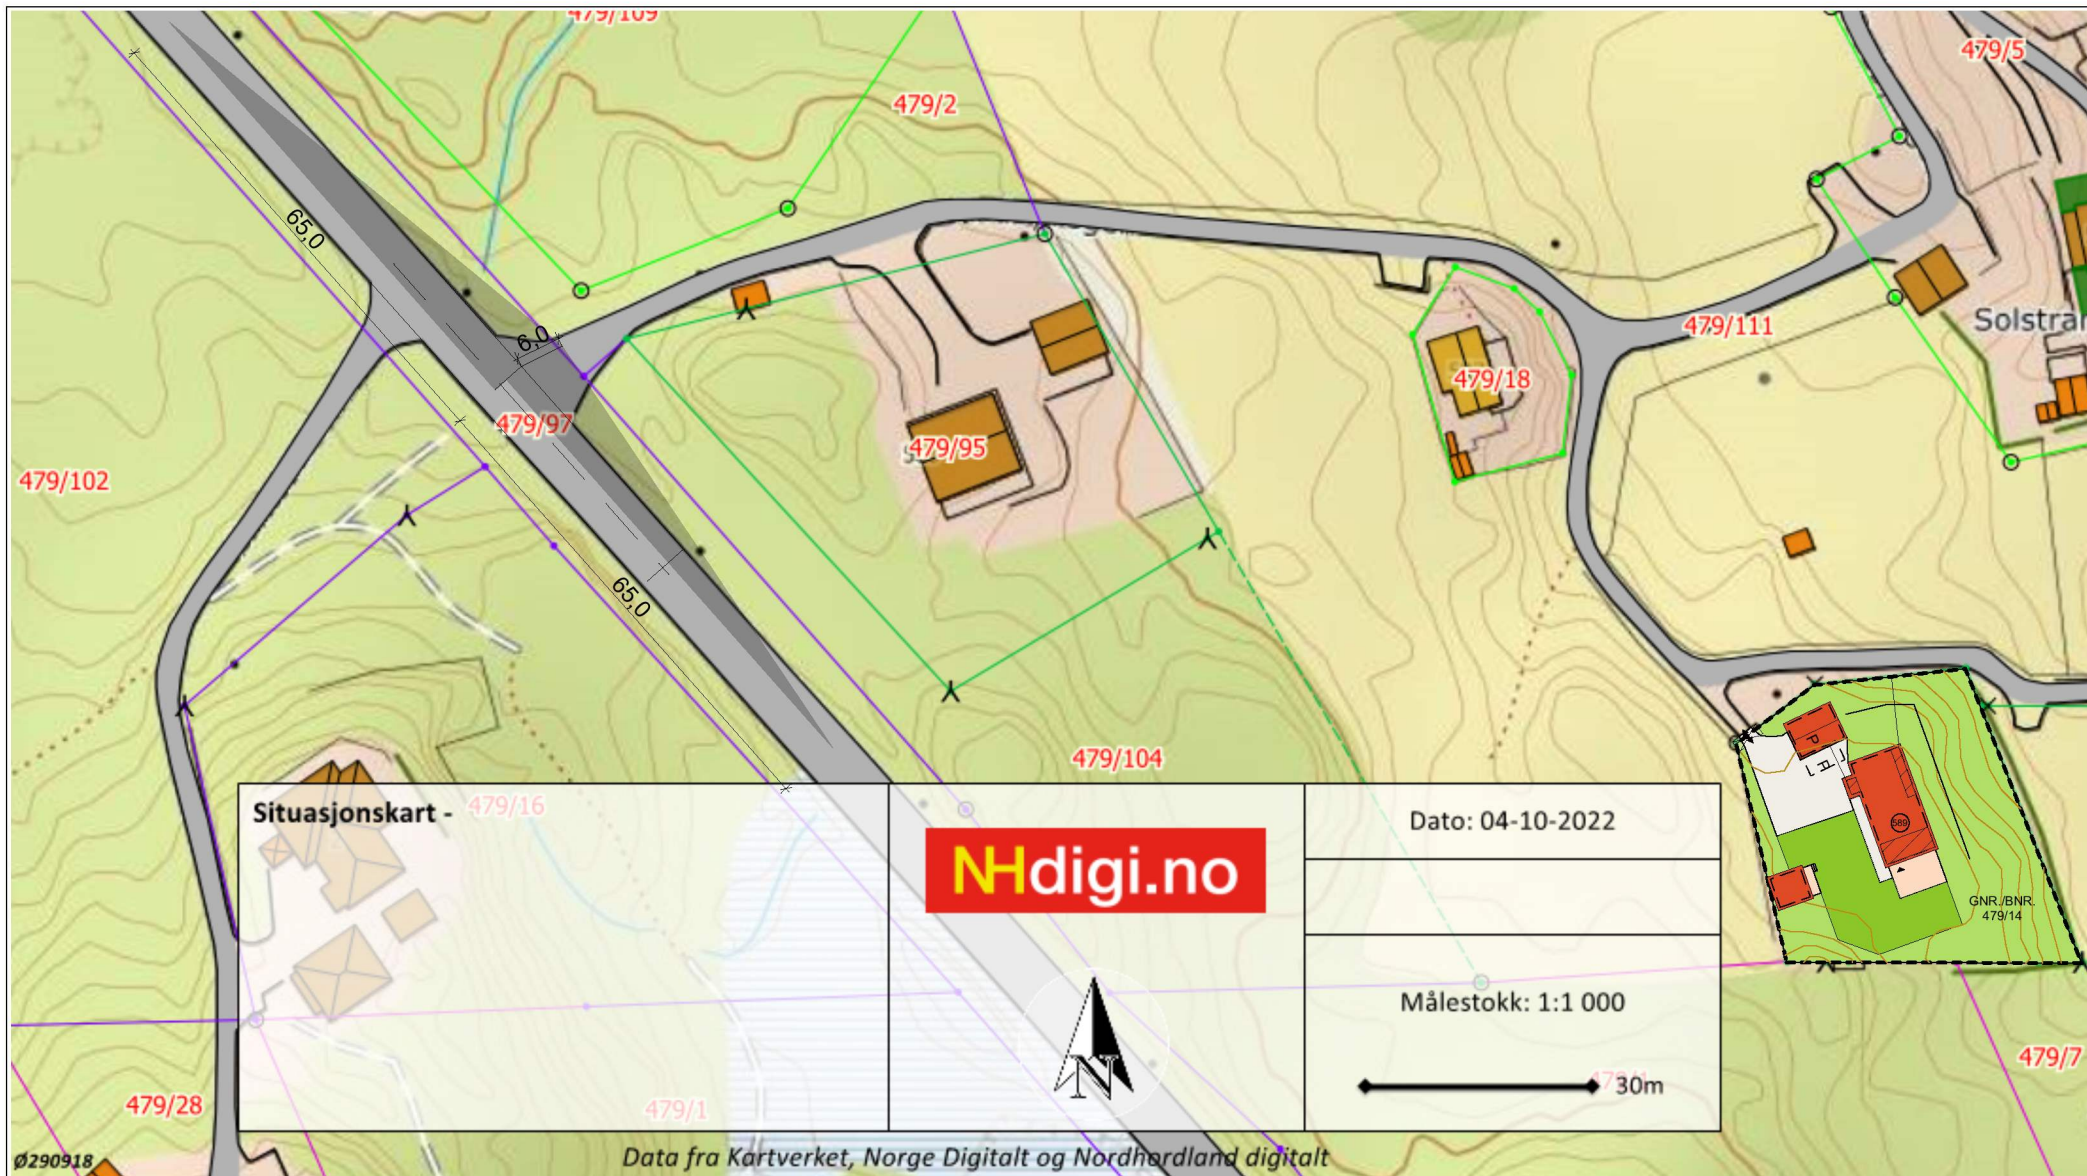 479/109
479/5
479/2
65,0
479/111
6,0
479/18
479/97
479/95
479/102
65,0
479/104
P
H
589
GNR./BNR.
479/14
Situasjonskart -
479/16
NHdigi.no
Dato: 04-10-2022
Målestokk: 1:1 000
30m
479/7
479/28
479/1
479/1
N
Ø290918
Data fra Kartverket, Norge Digitalt og Nordhordland digitalt